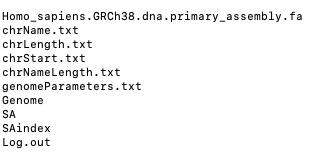 Homo_sapiens.GRCh38.dna.primary_assembly.fa
chrName.txt
chrLength.txt
chrStart.txt
chrNameLength.txt
genomeParameters.txt
Genome
SA
SAindex
Log.out